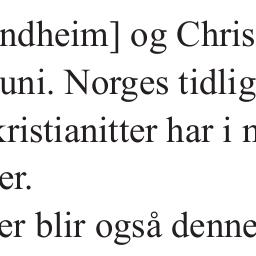 ndheim] og Chris
uni. Norges tidlig
kristianitter har i n
er.
er blir også denne